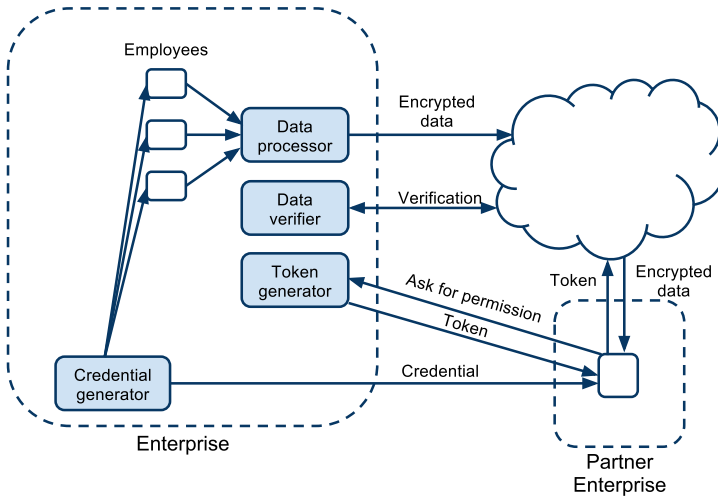 Employees
Data
processor
Encrypted
data
Data
verifier
Verification
Token
generator
Ask for permission
Token
Token
Encrypted
data
Credential
generator
Credential
Enterprise
Partner
Enterprise